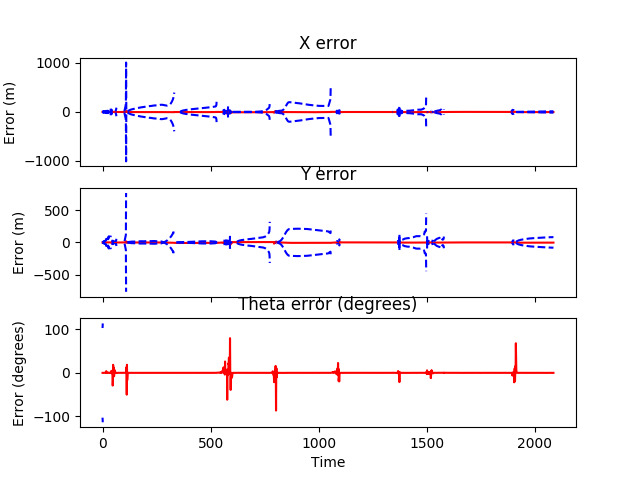 X error
1000
0
−1000
Error (m)
Y error
500
0
−500
Error (m)
Theta error (degrees)
100
0
−100
Error (degrees)
0 500 1000 1500 2000
Time